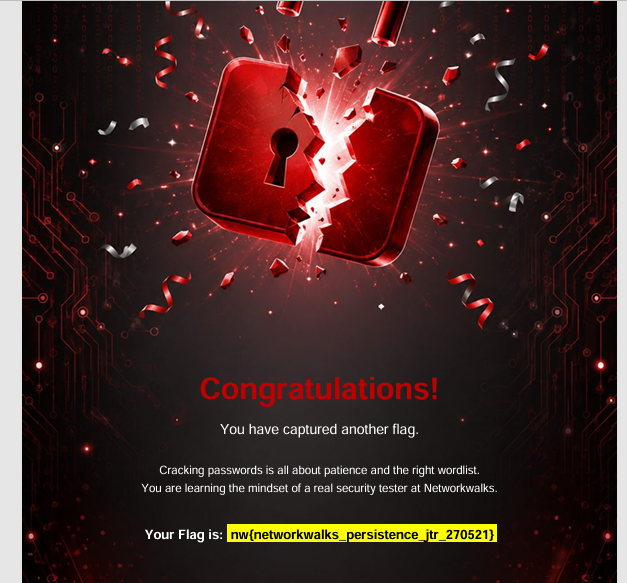 Congratulations!
You have captured another flag.
Cracking passwords is all about patience and the right wordlist.
You are learning the mindset of a real security tester at Networkwalks.
Your Flag is: nw{networkwalks_persistence_jtr_270521}